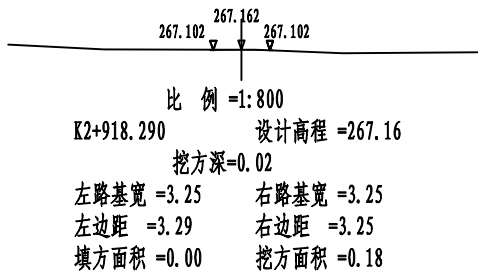 267.162
267.102 267.102
比 例 =1:800
K2+918.290 设计高程 =267.16
挖方深=0.02
左路基宽 =3.25 右路基宽 =3.25
左边距 =3.29 右边距 =3.25
填方面积 =0.00 挖方面积 =0.18